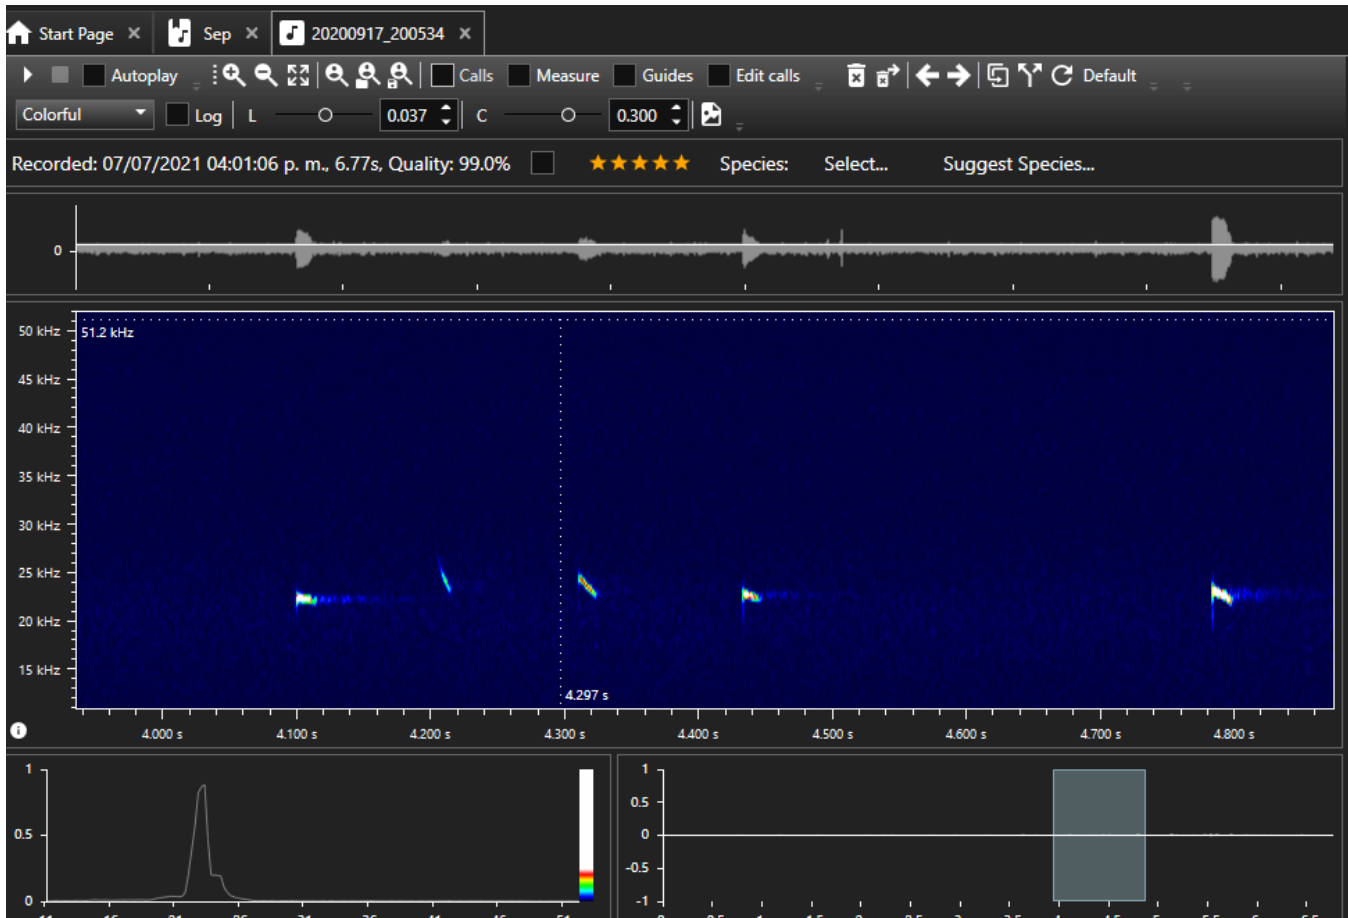 Start Page × Sep × 20200917_200534 ×
Autoplay Calls Measure Guides Edit calls Default
Colorful Log L 0.037 C 0.300
Recorded: 07/07/2021 04:01:06 p. m., 6.77s, Quality: 99.0% Species: Select... Suggest Species...
0
50 kHz 51.2 kHz
45 kHz
40 kHz
35 kHz
30 kHz
25 kHz
20 kHz
15 kHz
4.297 s
4.000 s 4.100 s 4.200 s 4.300 s 4.400 s 4.500 s 4.600 s 4.700 s 4.800 s
1
0.5
0
1
0.5
0
-0.5
-1